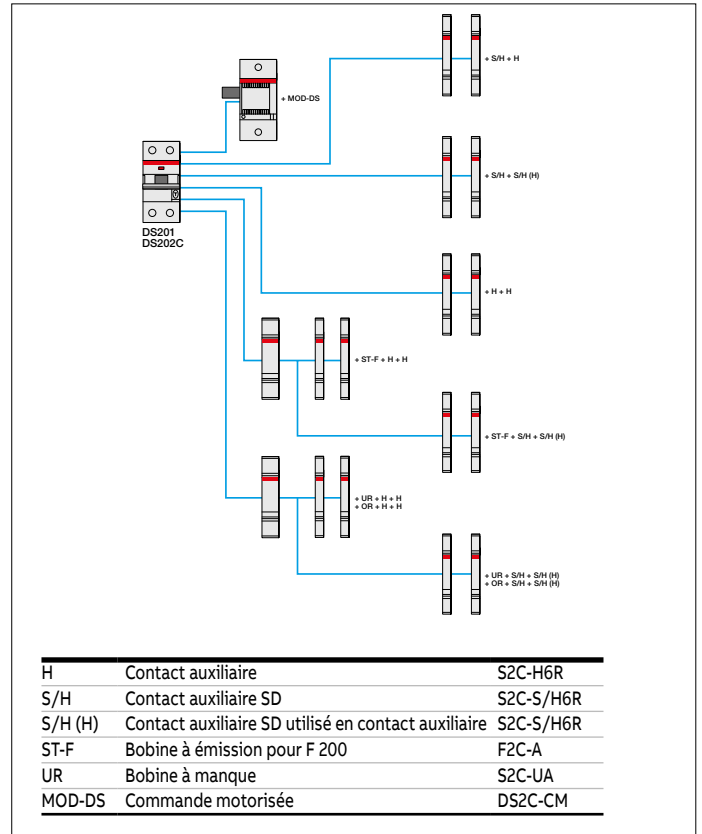 + S/H + H
+ MOD-DS
+ S/H + S/H (H)
DS201
DS202C
+ H + H
+ ST-F + H + H
+ ST-F + S/H + S/H (H)
+ UR + H + H
+ OR + H + H
+ UR + S/H + S/H (H)
+ OR + S/H + S/H (H)
H Contact auxiliaire S2C-H6R
S/H Contact auxiliaire SD S2C-S/H6R
S/H (H) Contact auxiliaire SD utilisé en contact auxiliaire S2C-S/H6R
ST-F Bobine à émission pour F 200 F2C-A
UR Bobine à manque S2C-UA
MOD-DS Commande motorisée DS2C-CM